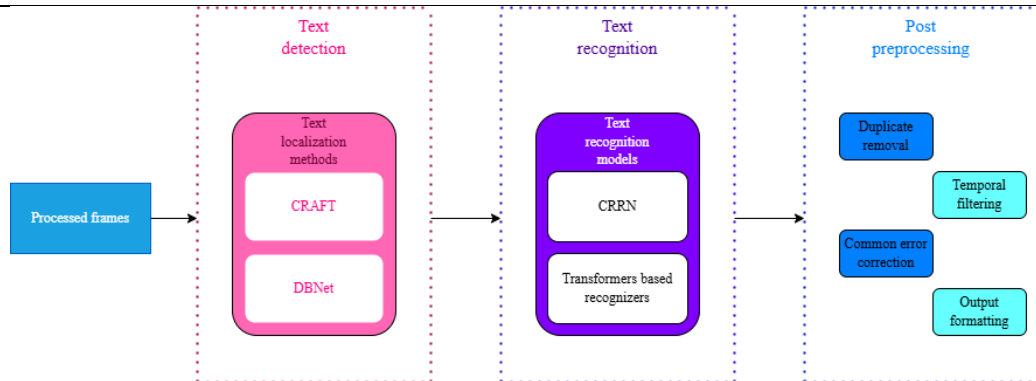 Text
detection
Text
recognition
Post
preprocessing
Processed frames
Text
localization
methods
CRAFT
DBNet
Text
recognition
models
CRRN
Transformers based
recognizers
Duplicate
removal
Temporal
filtering
Common error
correction
Output
formatting